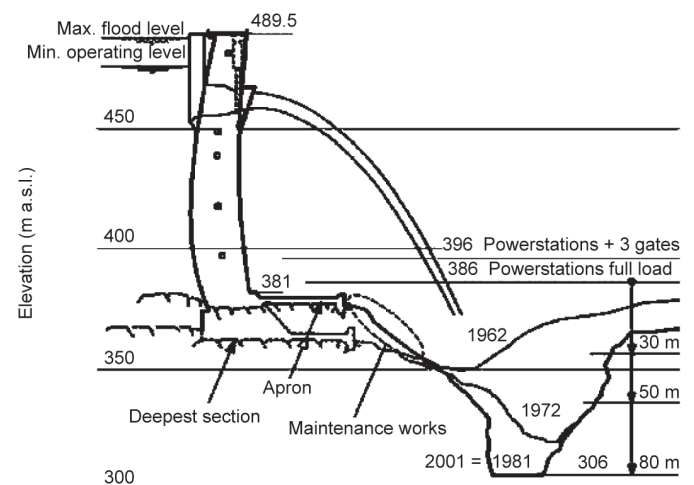 489.5
Max. flood level
Min. operating level
450
Elevation (m a.s.l.)
400
396 Powerstations + 3 gates
386 Powerstations full load
381
1962
30 m
350
Apron
50 m
Deepest section
1972
Maintenance works
2001 = 1981
306
80 m
300